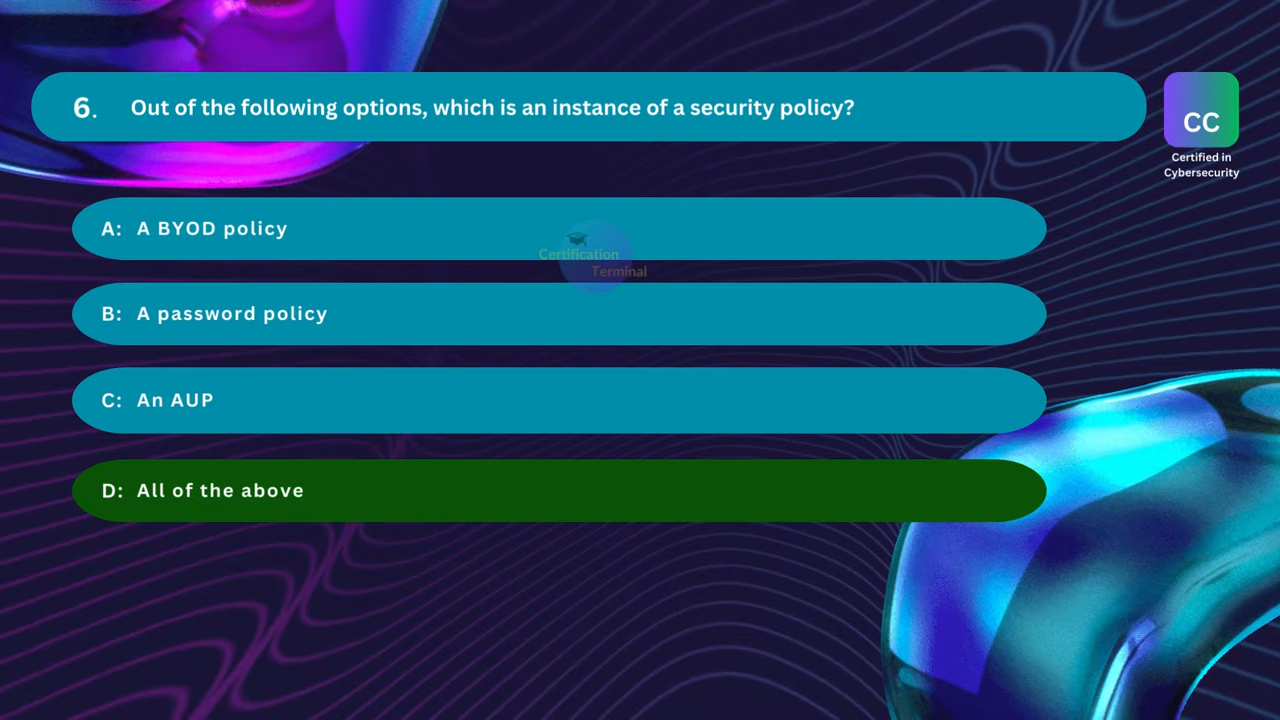 6. Out of the following options, which is an instance of a security policy?
CC
Certified in
Cybersecurity
A: A BYOD policy
Certification
Terminal
B: A password policy
C: An AUP
D: All of the above